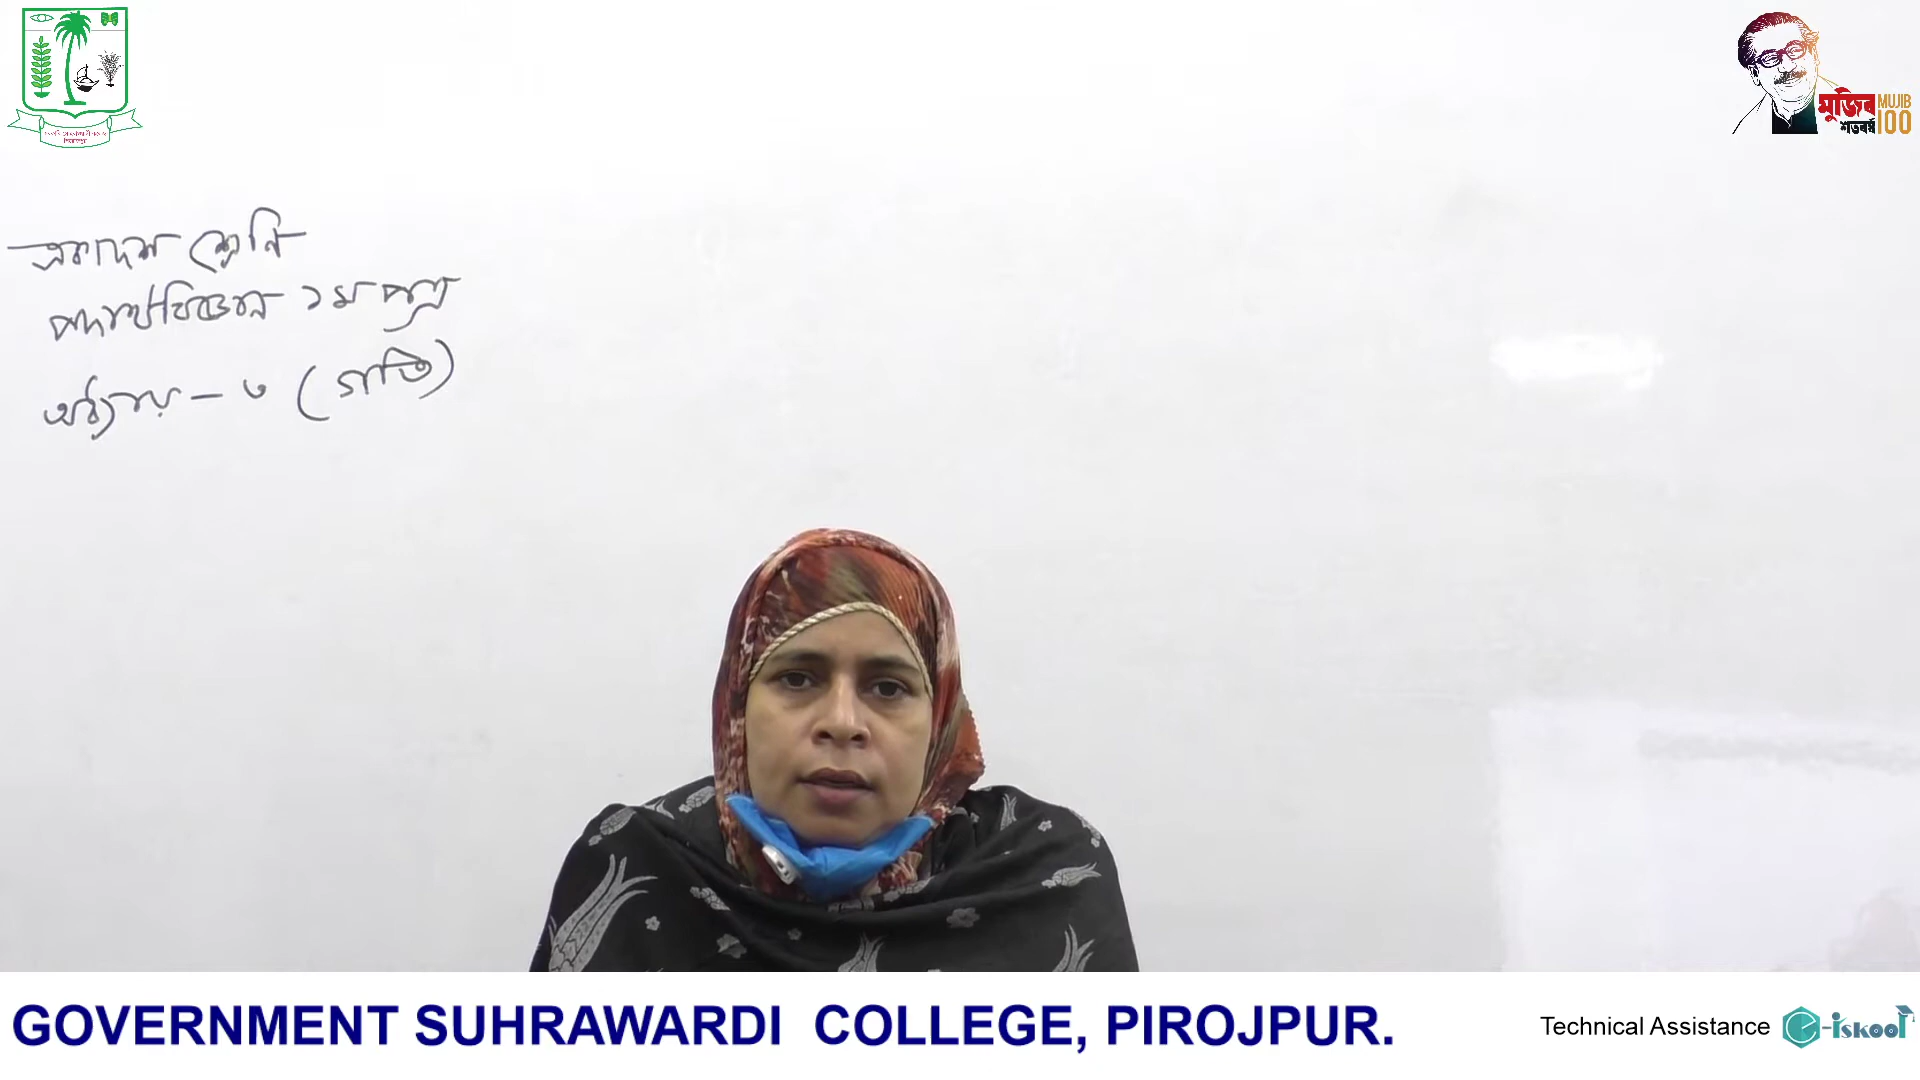 মুজিব MUJIB
শতবর্ষ 100
একাদশ শ্রেনি
পদার্থবিজ্ঞান ১ম পত্র
অধ্যায় - ৩ (গতি)
GOVERNMENT SUHRAWARDI COLLEGE, PIROJPUR.
Technical Assistance e-iskool